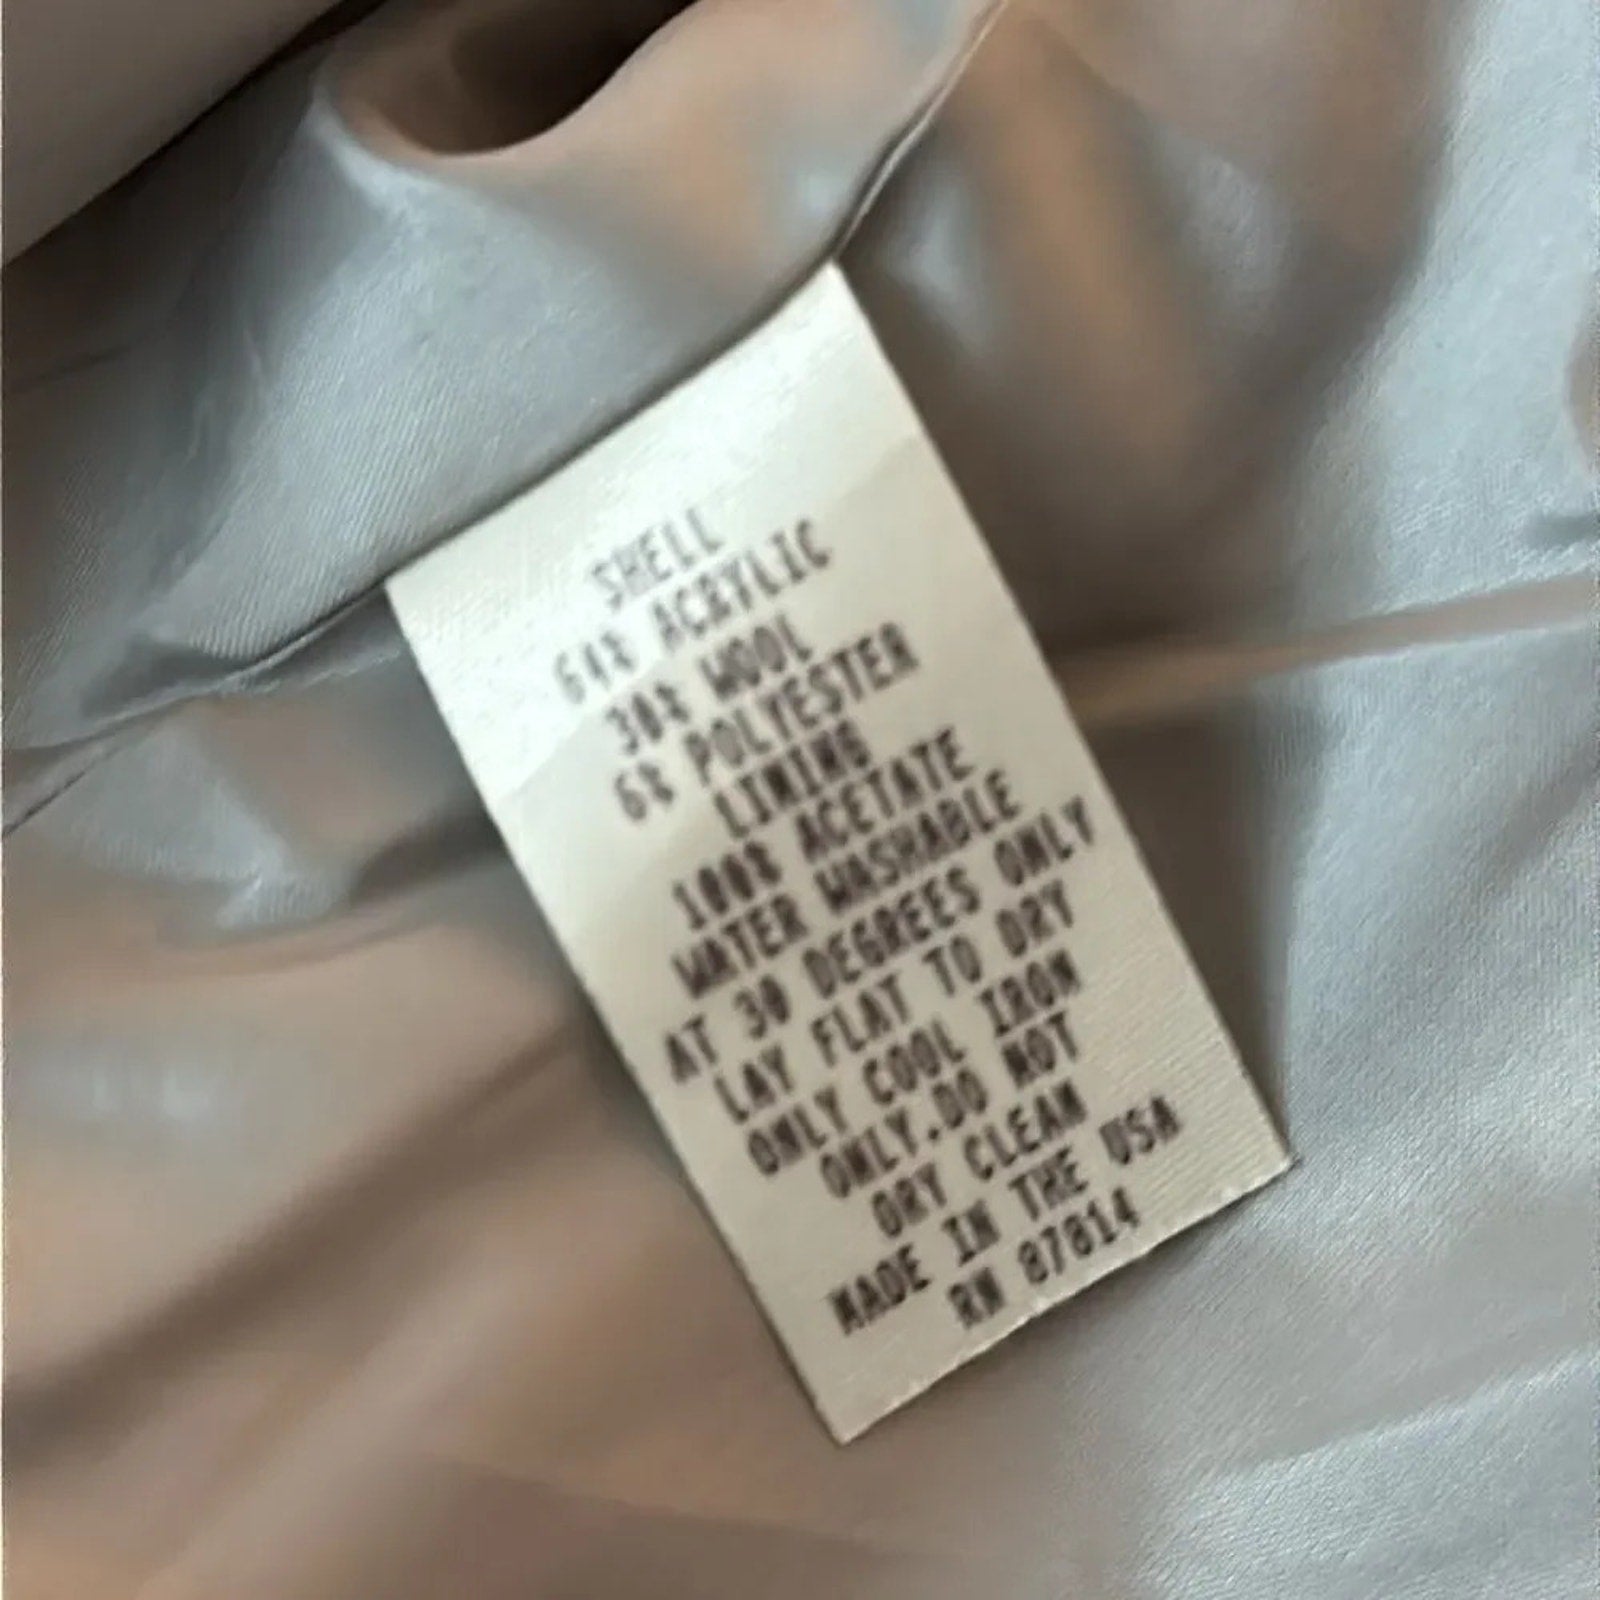 SHELL
64% ACRYLIC
30% WOOL
6% POLYESTER
LINING
100% ACETATE
WATER WASHABLE
AT 30 DEGREES ONLY
LAY FLAT TO DRY
ONLY COOL IRON
ONLY.DO NOT
DRY CLEAN
MADE IN THE USA
RN 87814